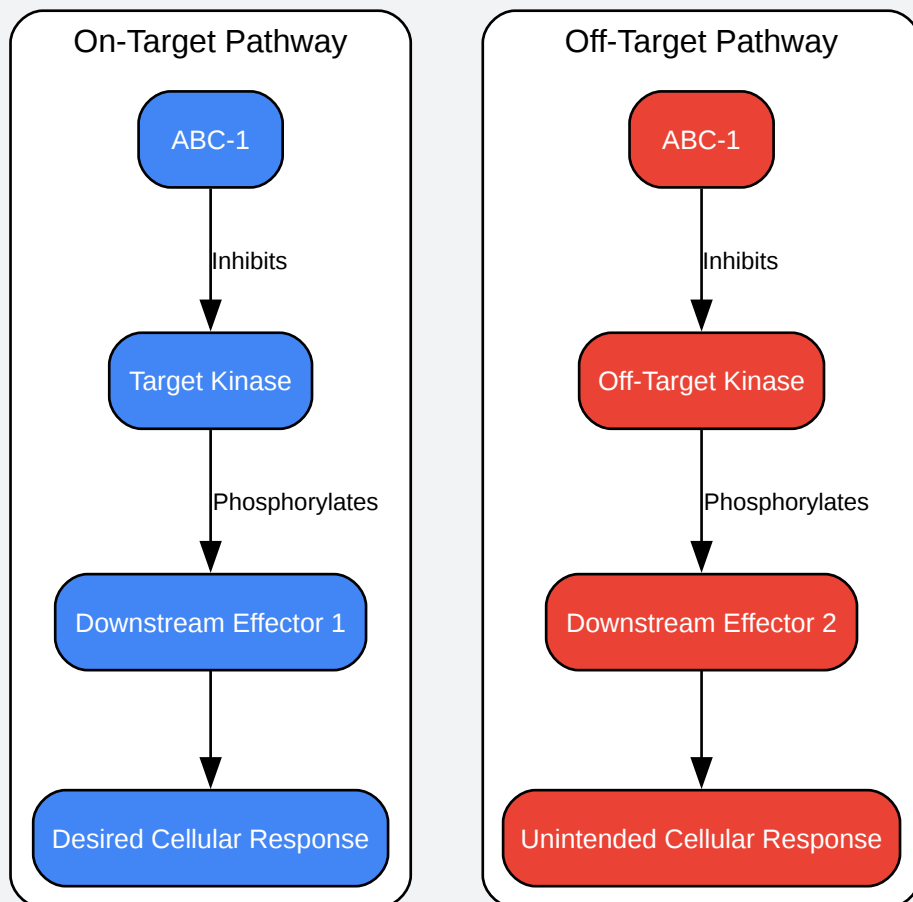 On-Target Pathway
ABC-1
Inhibits
Target Kinase
Phosphorylates
Downstream Effector 1
Desired Cellular Response
Off-Target Pathway
ABC-1
Inhibits
Off-Target Kinase
Phosphorylates
Downstream Effector 2
Unintended Cellular Response